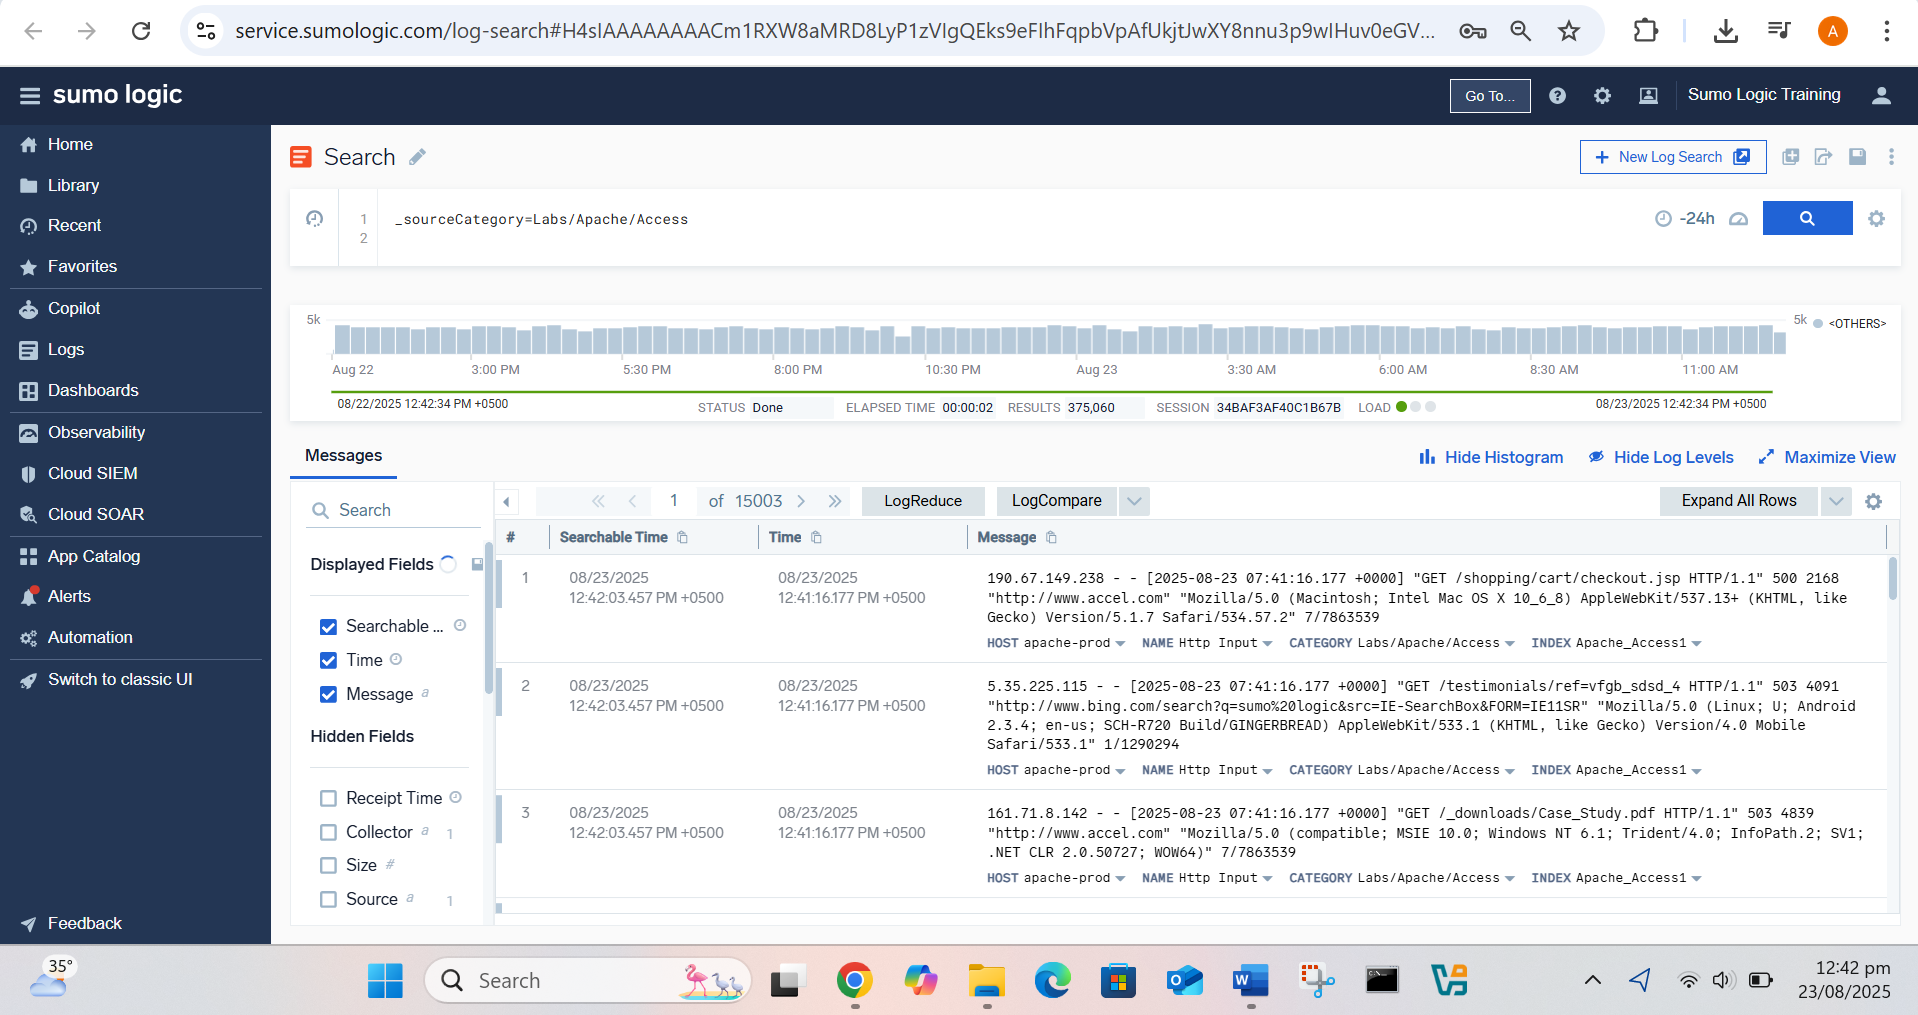 service.sumologic.com/log-search#H4sIAAAAAAAACm1RXW8aMRD8LyP1zVIgQEks9eFIhFqpbVpAfUkjtJwXY8nnu3p9wIHuv0eGV...
A
sumo logic
Go To...
Sumo Logic Training
Home
Library
Recent
Favorites
Copilot
Logs
Dashboards
Observability
Cloud SIEM
Cloud SOAR
App Catalog
Alerts
Automation
Switch to classic UI
Feedback
Search
+ New Log Search
1 _sourceCategory=Labs/Apache/Access
2
-24h
5k
5k <OTHERS>
Aug 22 3:00 PM 5:30 PM 8:00 PM 10:30 PM Aug 23 3:30 AM 6:00 AM 8:30 AM 11:00 AM
08/22/2025 12:42:34 PM +0500
08/23/2025 12:42:34 PM +0500
STATUS Done ELAPSED TIME 00:00:02 RESULTS 375,060 SESSION 34BAF3AF40C1B67B LOAD
Messages
Hide Histogram Hide Log Levels Maximize View
Search
1 of 15003 LogReduce LogCompare Expand All Rows
Displayed Fields
Searchable ...
Time
Message a
Hidden Fields
Receipt Time
Collector a 1
Size #
Source a 1
# Searchable Time Time Message
1 08/23/2025 12:42:03.457 PM +0500 08/23/2025 12:41:16.177 PM +0500
190.67.149.238 - - [2025-08-23 07:41:16.177 +0000] "GET /shopping/cart/checkout.jsp HTTP/1.1" 500 2168
"http://www.accel.com" "Mozilla/5.0 (Macintosh; Intel Mac OS X 10_6_8) AppleWebKit/537.13+ (KHTML, like
Gecko) Version/5.1.7 Safari/534.57.2" 7/7863539
HOST apache-prod NAME Http Input CATEGORY Labs/Apache/Access INDEX Apache_Access1
2 08/23/2025 12:42:03.457 PM +0500 08/23/2025 12:41:16.177 PM +0500
5.35.225.115 - - [2025-08-23 07:41:16.177 +0000] "GET /testimonials/ref=vfgb_sdsd_4 HTTP/1.1" 503 4091
"http://www.bing.com/search?q=sumo%20logic&src=IE-SearchBox&FORM=IE11SR" "Mozilla/5.0 (Linux; U; Android
2.3.4; en-us; SCH-R720 Build/GINGERBREAD) AppleWebKit/533.1 (KHTML, like Gecko) Version/4.0 Mobile
Safari/533.1" 1/1290294
HOST apache-prod NAME Http Input CATEGORY Labs/Apache/Access INDEX Apache_Access1
3 08/23/2025 12:42:03.457 PM +0500 08/23/2025 12:41:16.177 PM +0500
161.71.8.142 - - [2025-08-23 07:41:16.177 +0000] "GET /_downloads/Case_Study.pdf HTTP/1.1" 503 4839
"http://www.accel.com" "Mozilla/5.0 (compatible; MSIE 10.0; Windows NT 6.1; Trident/4.0; InfoPath.2; SV1;
.NET CLR 2.0.50727; WOW64)" 7/7863539
HOST apache-prod NAME Http Input CATEGORY Labs/Apache/Access INDEX Apache_Access1
35°
Search
12:42 pm
23/08/2025